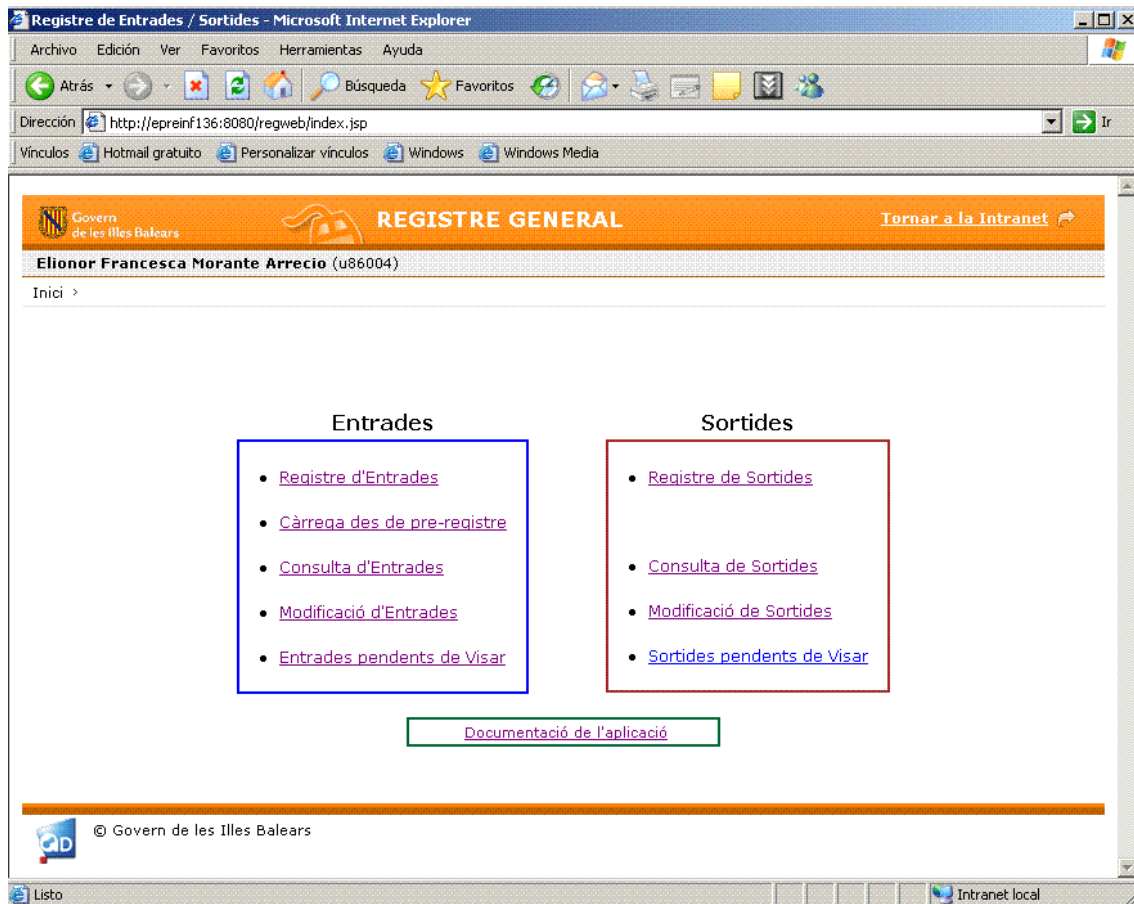 Registre de Entrades / Sortides - Microsoft Internet Explorer
Archivo Edición Ver Favoritos Herramientas Ayuda
Atrás Búsqueda Favoritos
Dirección http://epreinf136:8080/regweb/index.jsp Ir
Vínculos Hotmail gratuito Personalizar vínculos Windows Windows Media
Govern
de les Illes Balears
REGISTRE GENERAL
Tornar a la Intranet
Elionor Francesca Morante Arrecio (u86004)
Inici >
Entrades
Registre d'Entrades
Càrrega des de pre-registre
Consulta d'Entrades
Modificació d'Entrades
Entrades pendents de Visar
Sortides
Registre de Sortides
Consulta de Sortides
Modificació de Sortides
Sortides pendents de Visar
Documentació de l'aplicació
© Govern de les Illes Balears
Listo
Intranet local